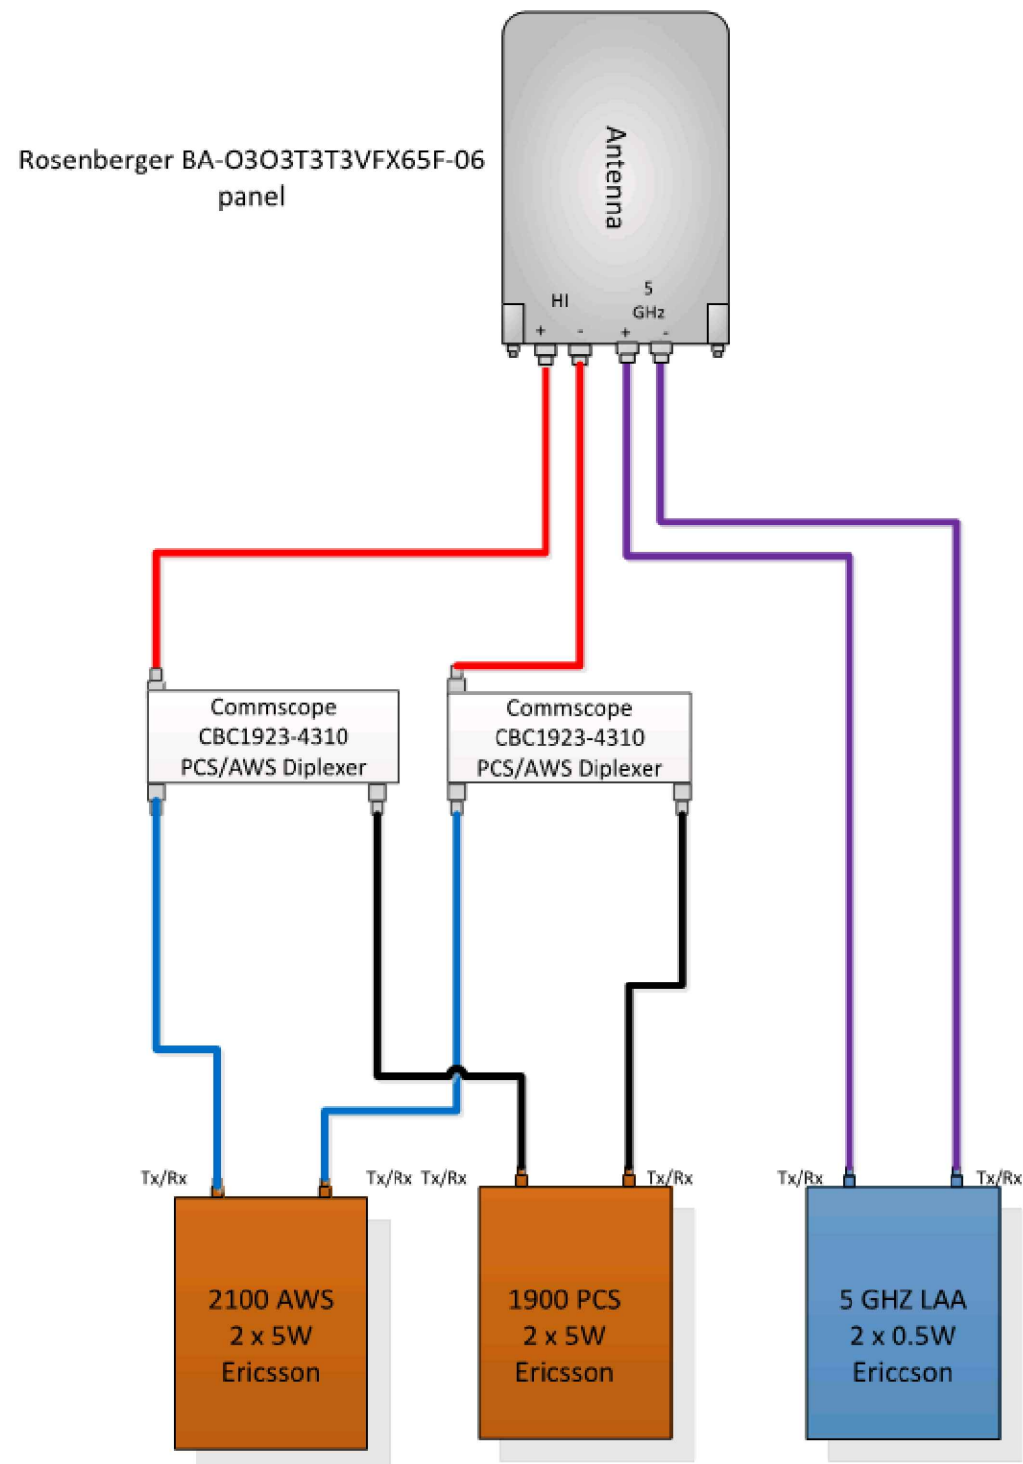 Rosenberger BA-O3O3T3T3VFX65F-06
panel
Antenna
HI
5
GHz
+ - + -
Commscope
CBC1923-4310
PCS/AWS Diplexer
Commscope
CBC1923-4310
PCS/AWS Diplexer
Tx/Rx
Tx/Rx
Tx/Rx
Tx/Rx
Tx/Rx
Tx/Rx
2100 AWS
2 x 5W
Ericsson
1900 PCS
2 x 5W
Ericsson
5 GHZ LAA
2 x 0.5W
Ericcson